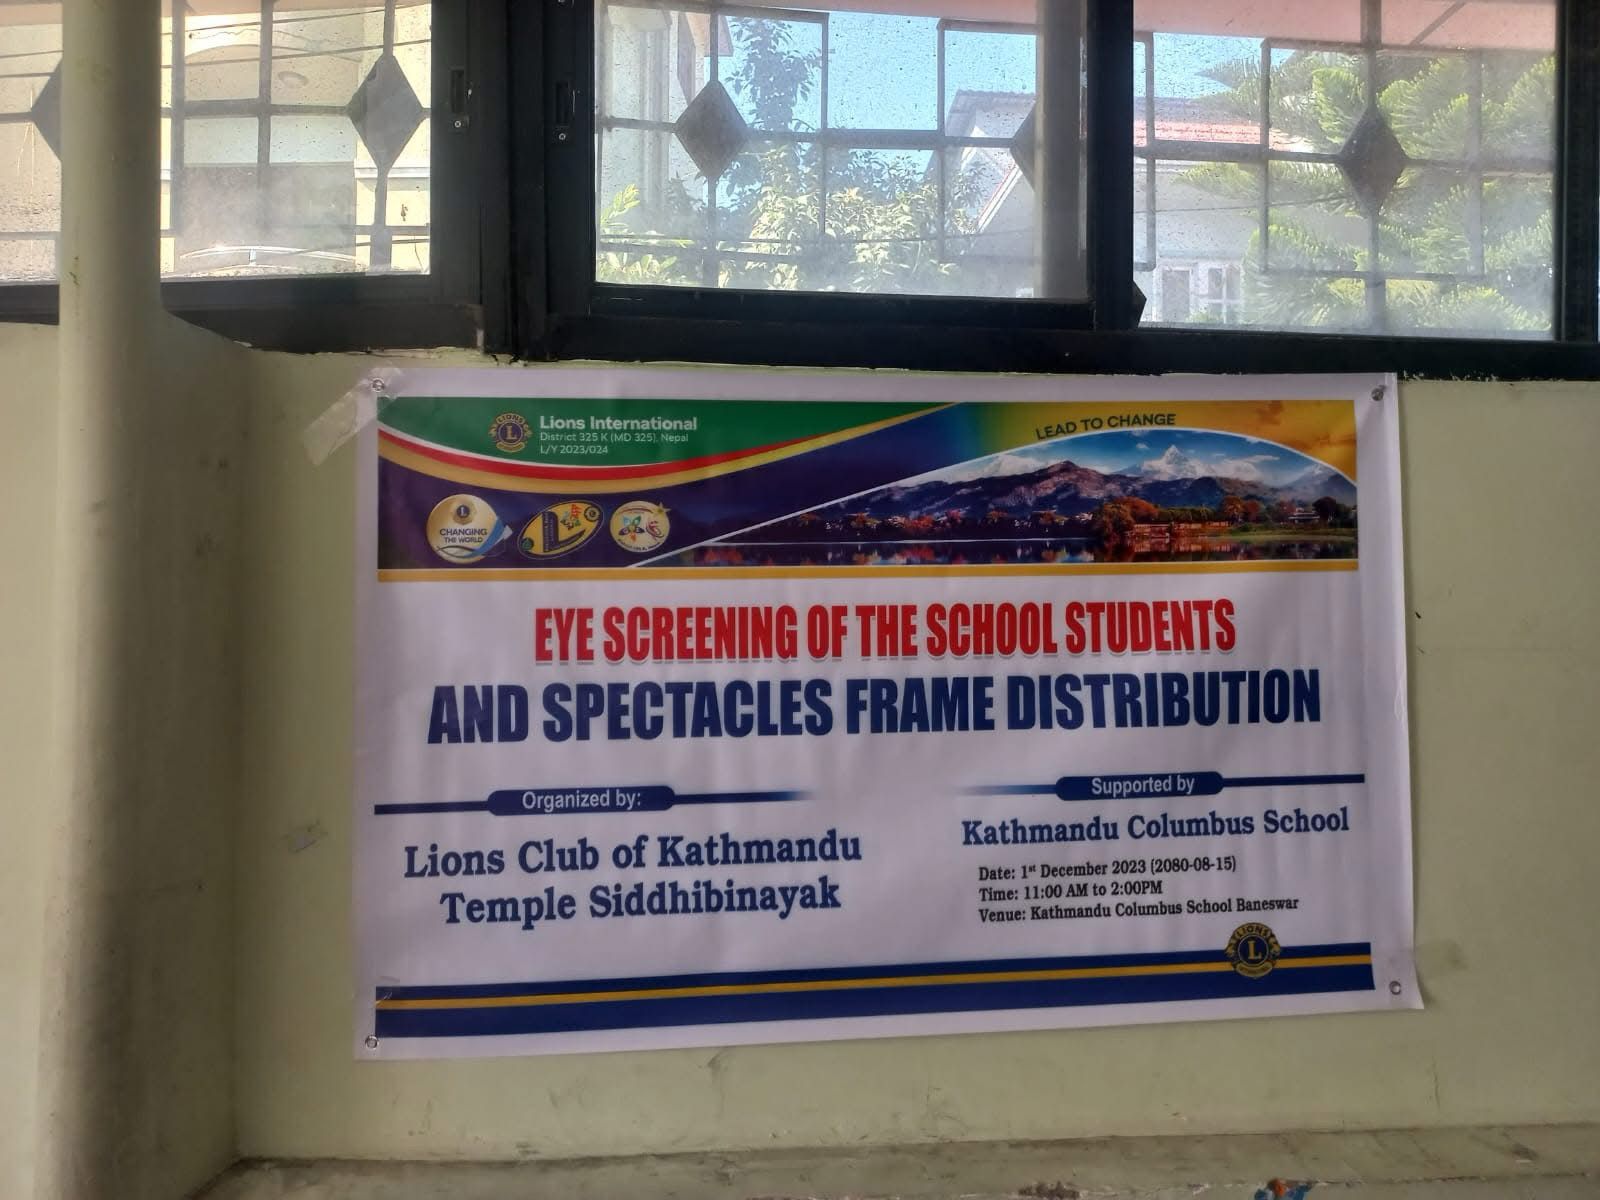 LIONS
L
Lions International
District 325 K (MD 325), Nepal
L/Y 2023/024
LEAD TO CHANGE
CHANGING
THE WORLD
EYE SCREENING OF THE SCHOOL STUDENTS
AND SPECTACLES FRAME DISTRIBUTION
Organized by:
Lions Club of Kathmandu
Temple Siddhibinayak
Supported by
Kathmandu Columbus School
Date: 1st December 2023 (2080-08-15)
Time: 11:00 AM to 2:00PM
Venue: Kathmandu Columbus School Baneswar
LIONS
L
INTERNATIONAL